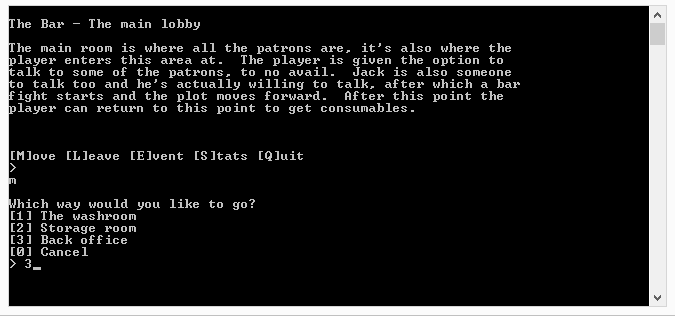 The Bar - The main lobby
The main room is where all the patrons are, it's also where the
player enters this area at.  The player is given the option to
talk to some of the patrons, to no avail.  Jack is also someone
to talk too and he's actually willing to talk, after which a bar
fight starts and the plot moves forward.  After this point the
player can return to this point to get consumables.
[M]ove [L]eave [E]vent [S]tats [Q]uit
>
m
Which way would you like to go?
[1] The washroom
[2] Storage room
[3] Back office
[0] Cancel
> 3_